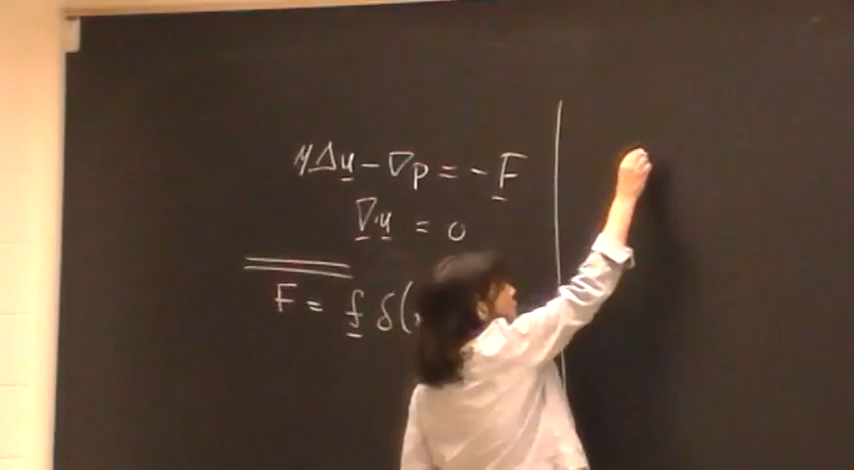 μΔu - ∇p = - F
∇·u = 0
F = f δ(